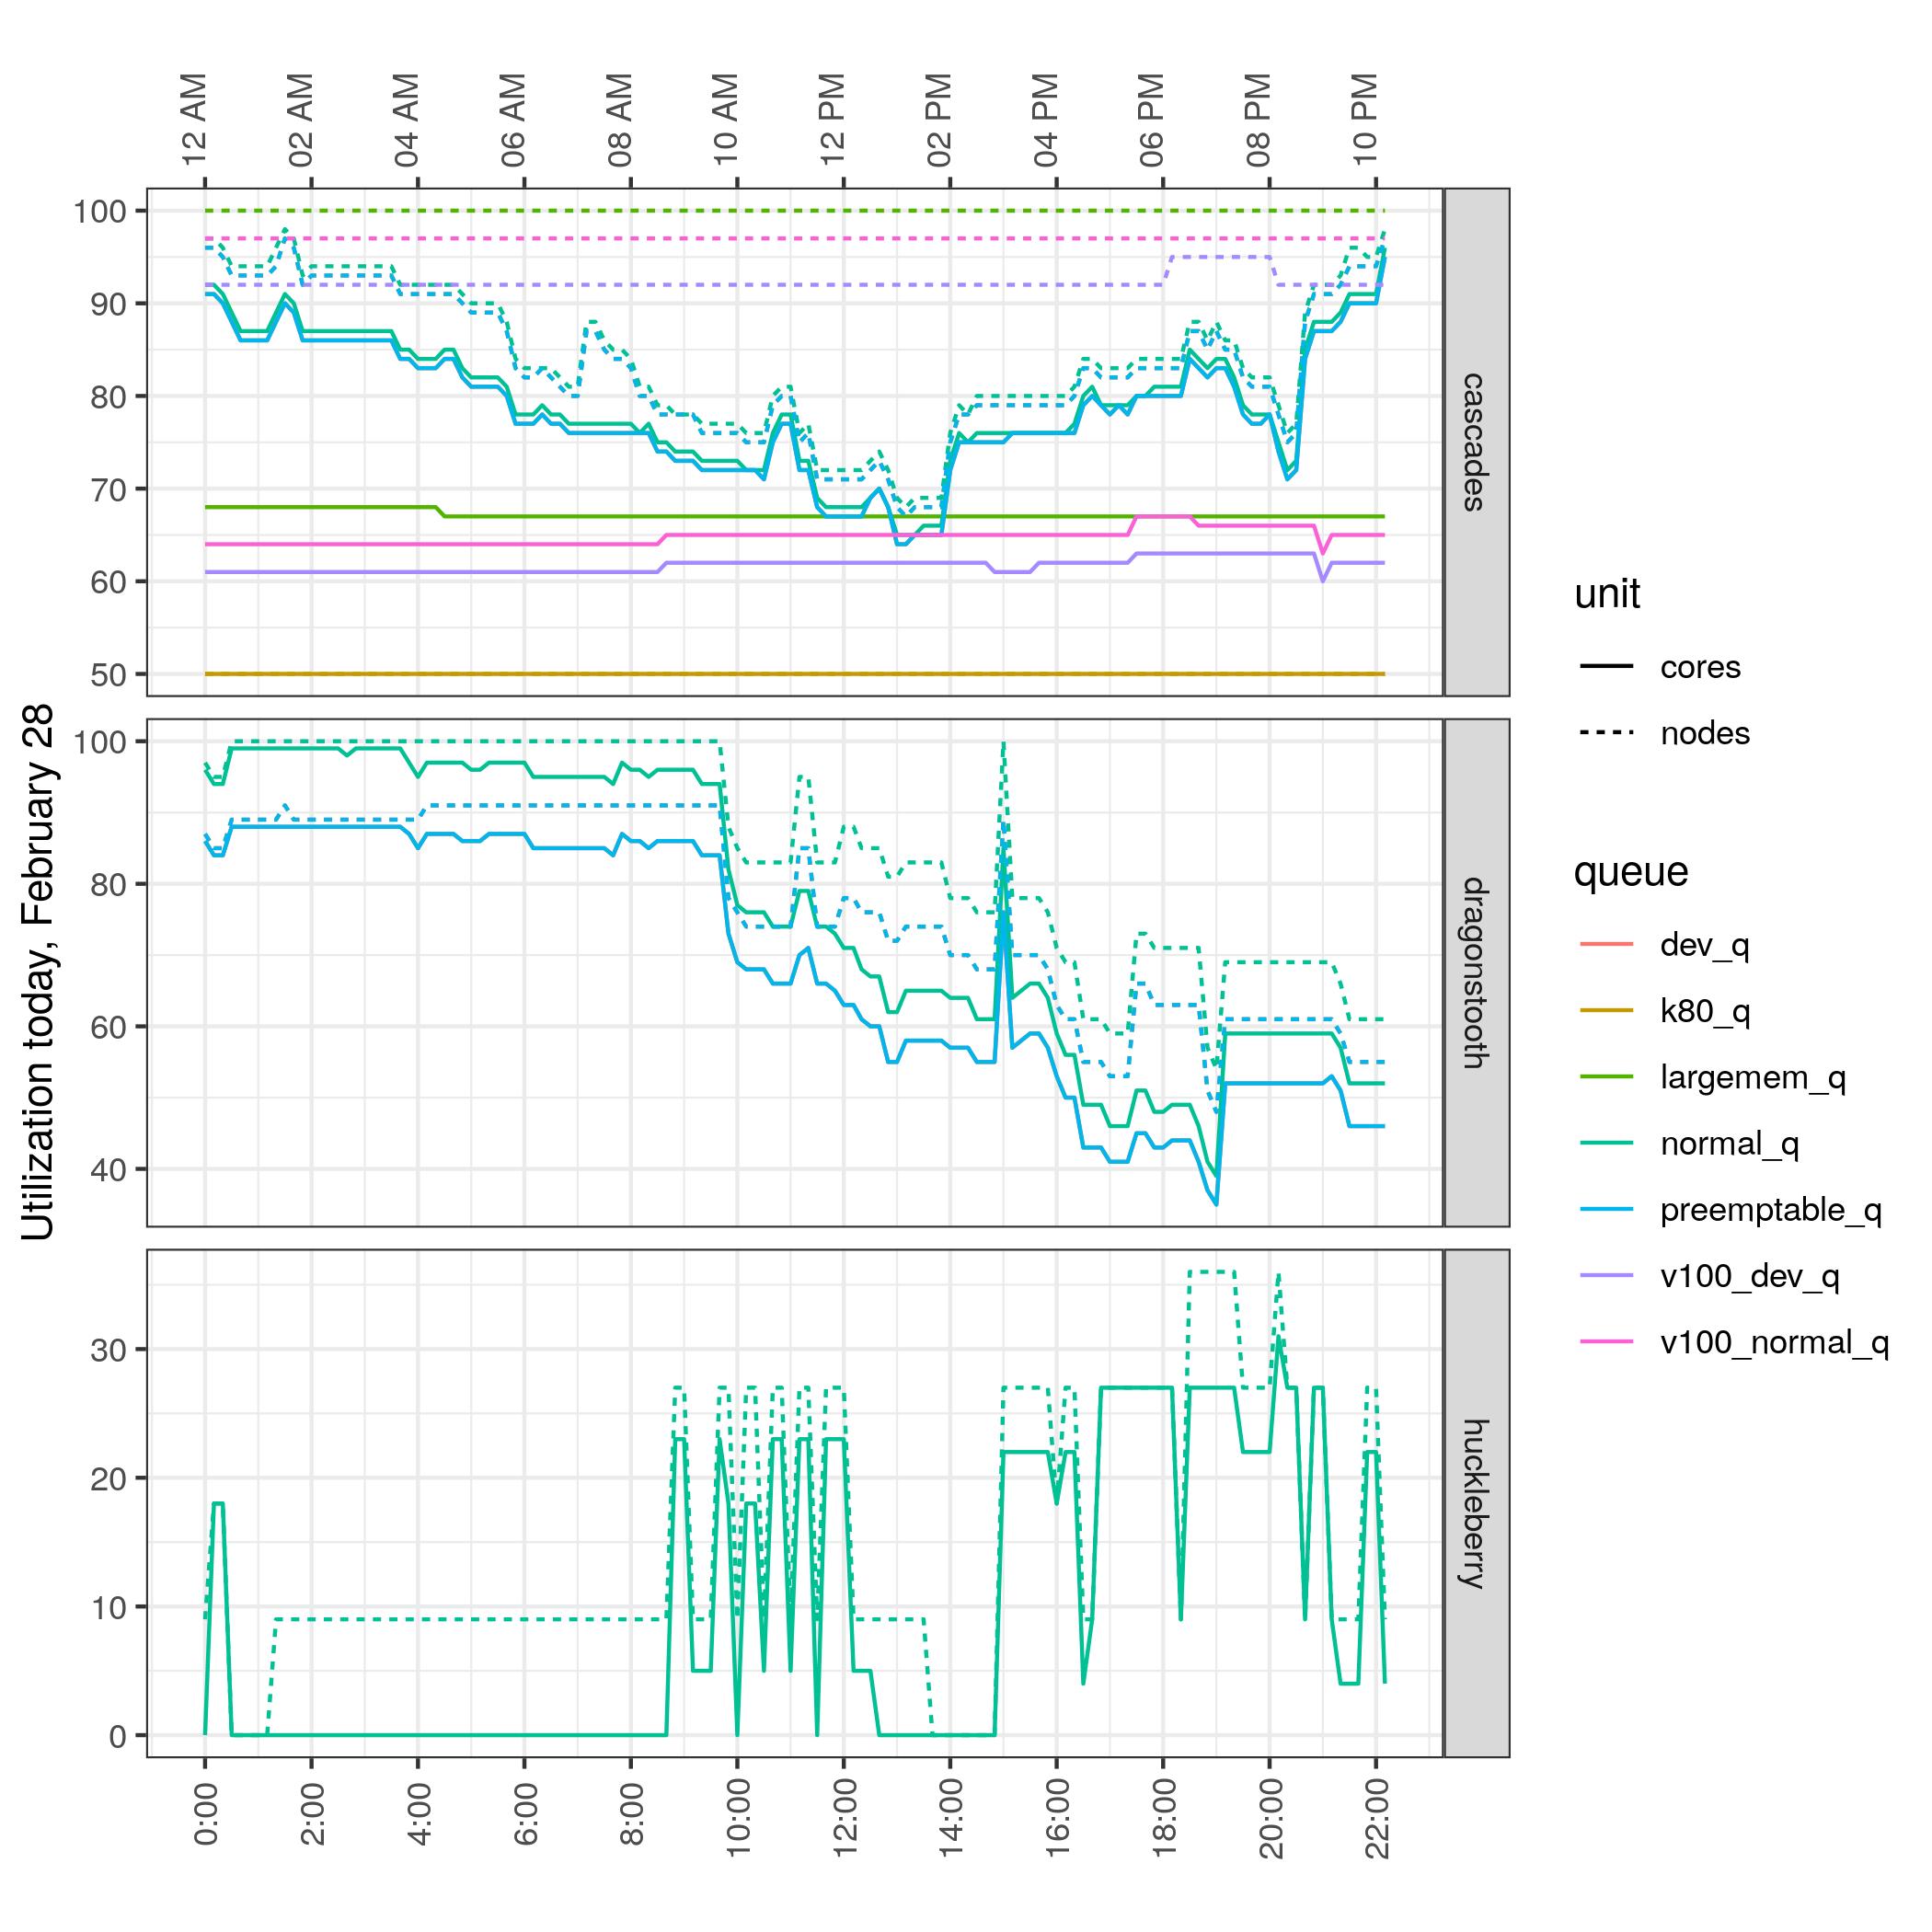 12 AM
02 AM
04 AM
06 AM
08 AM
10 AM
12 PM
02 PM
04 PM
06 PM
08 PM
10 PM
Utilization today, February 28
100
90
80
70
60
50
cascades
100
80
60
40
dragonstooth
30
20
10
0
huckleberry
0:00
2:00
4:00
6:00
8:00
10:00
12:00
14:00
16:00
18:00
20:00
22:00
unit
cores
nodes
queue
dev_q
k80_q
largemem_q
normal_q
preemptable_q
v100_dev_q
v100_normal_q